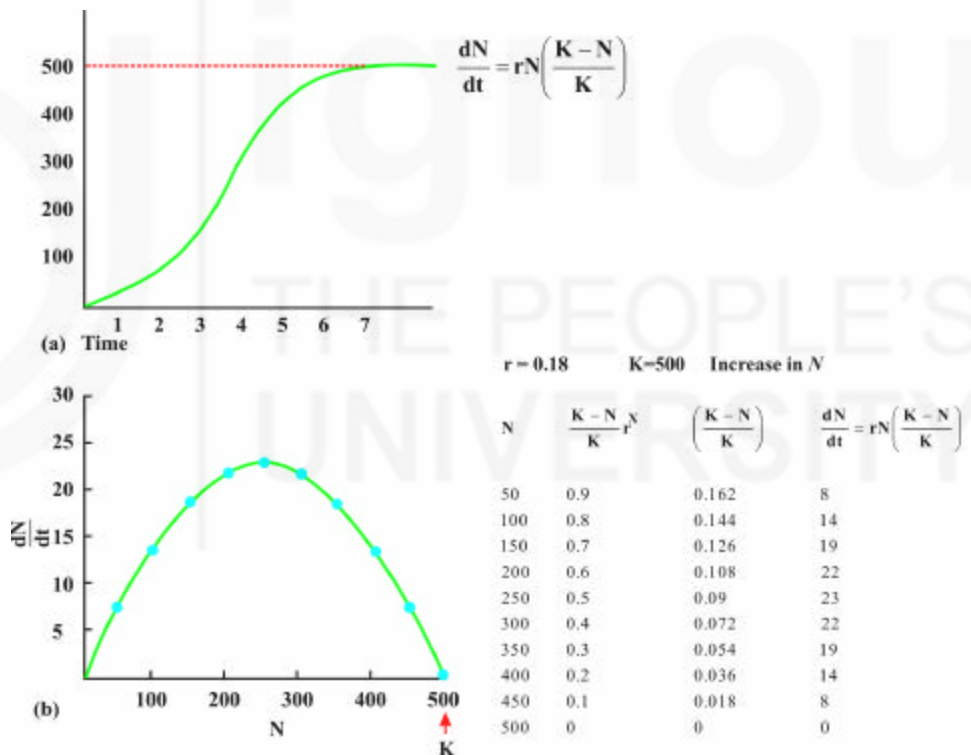 ignou
THE PEOPLE'S
UNIVERSITY
500
400
300
200
100
1 2 3 4 5 6 7
(a) Time
dN/dt = rN((K – N)/K)
30
25
20
15
10
5
dN/dt
100 200 300 400 500
(b)
N
K
r = 0.18 K=500 Increase in N
N (K – N)/K r^N ((K – N)/K) dN/dt = rN((K – N)/K)
50 0.9 0.162 8
100 0.8 0.144 14
150 0.7 0.126 19
200 0.6 0.108 22
250 0.5 0.09 23
300 0.4 0.072 22
350 0.3 0.054 19
400 0.2 0.036 14
450 0.1 0.018 8
500 0 0 0